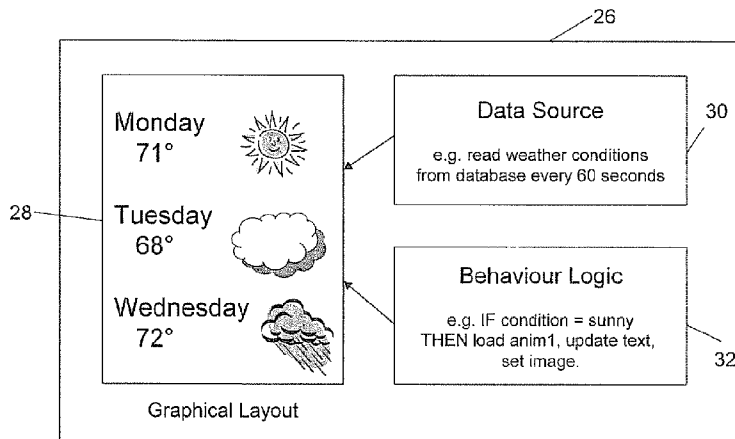 26
Monday
71°
Tuesday
68°
Wednesday
72°
Graphical Layout
28
Data Source
e.g. read weather conditions
from database every 60 seconds
30
Behaviour Logic
e.g. IF condition = sunny
THEN load anim1, update text,
set image.
32